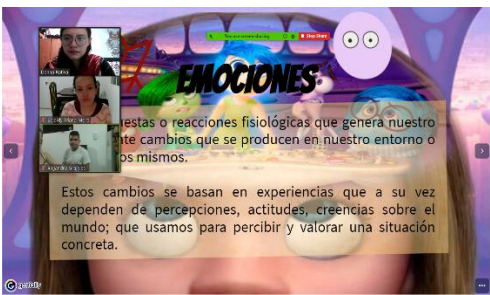 You are screen sharing
Stop Share
EMOCIONES
estas o reacciones fisiológicas que genera nuestro
te cambios que se producen en nuestro entorno o
os mismos.
Estos cambios se basan en experiencias que a su vez
dependen de percepciones, actitudes, creencias sobre el
mundo; que usamos para percibir y valorar una situación
concreta.
genially